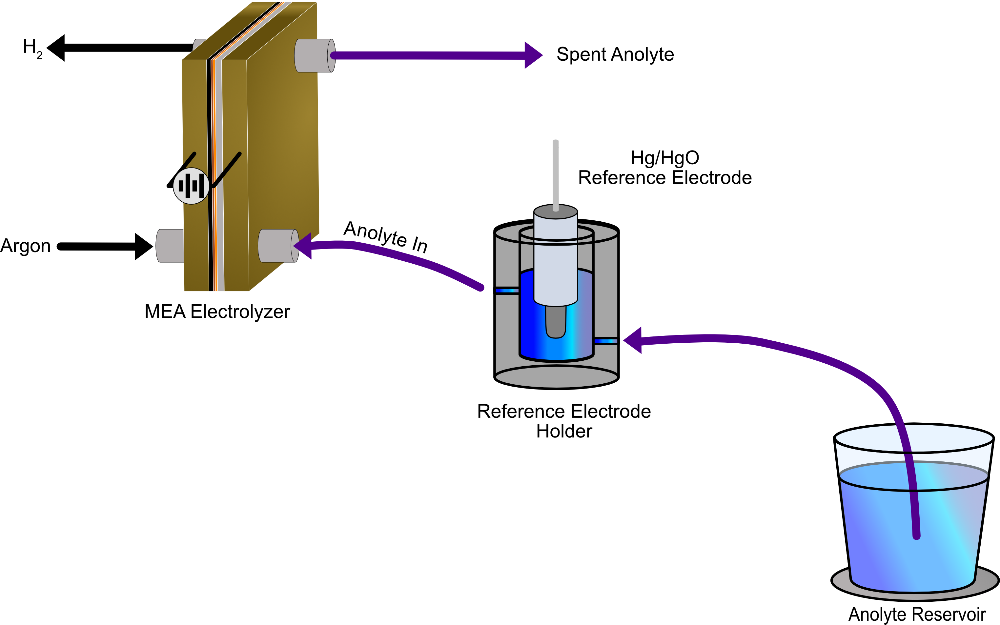 H2
Spent Anolyte
Hg/HgO
Reference Electrode
Anolyte In
Argon
MEA Electrolyzer
Reference Electrode
Holder
Anolyte Reservoir